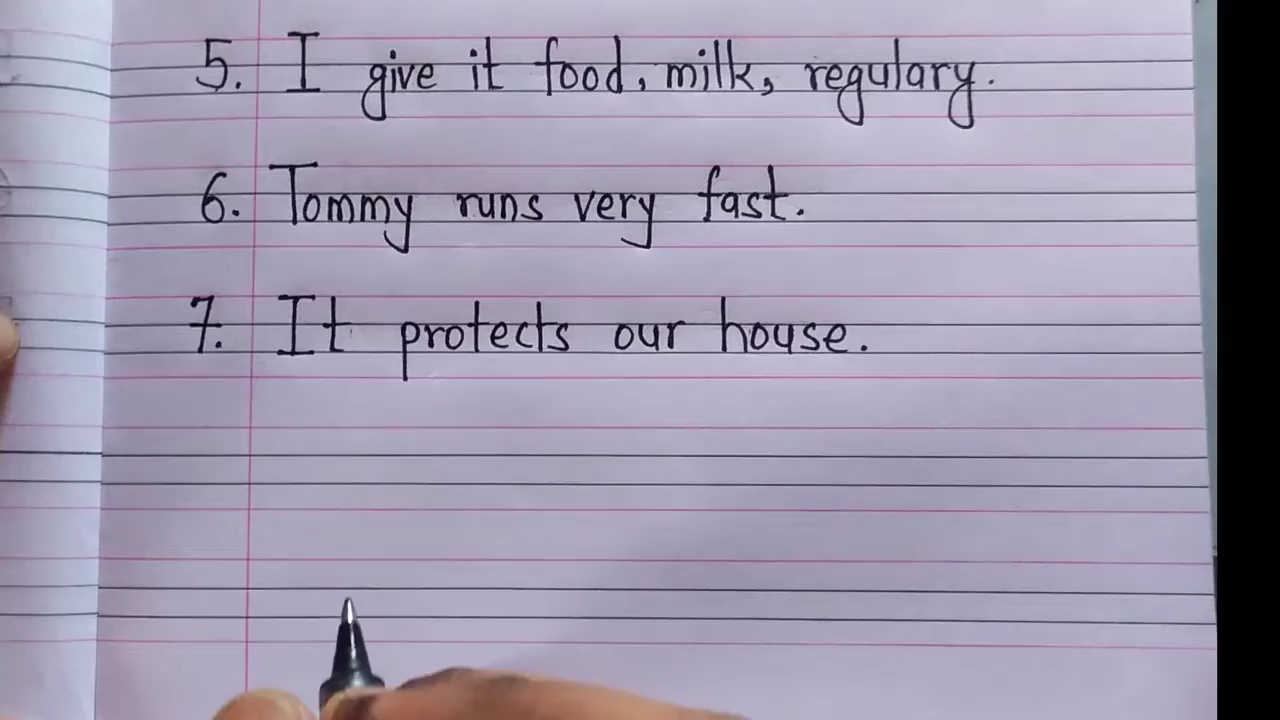 5. I give it food, milk, regulary.
6. Tommy runs very fast.
7. It protects our house.